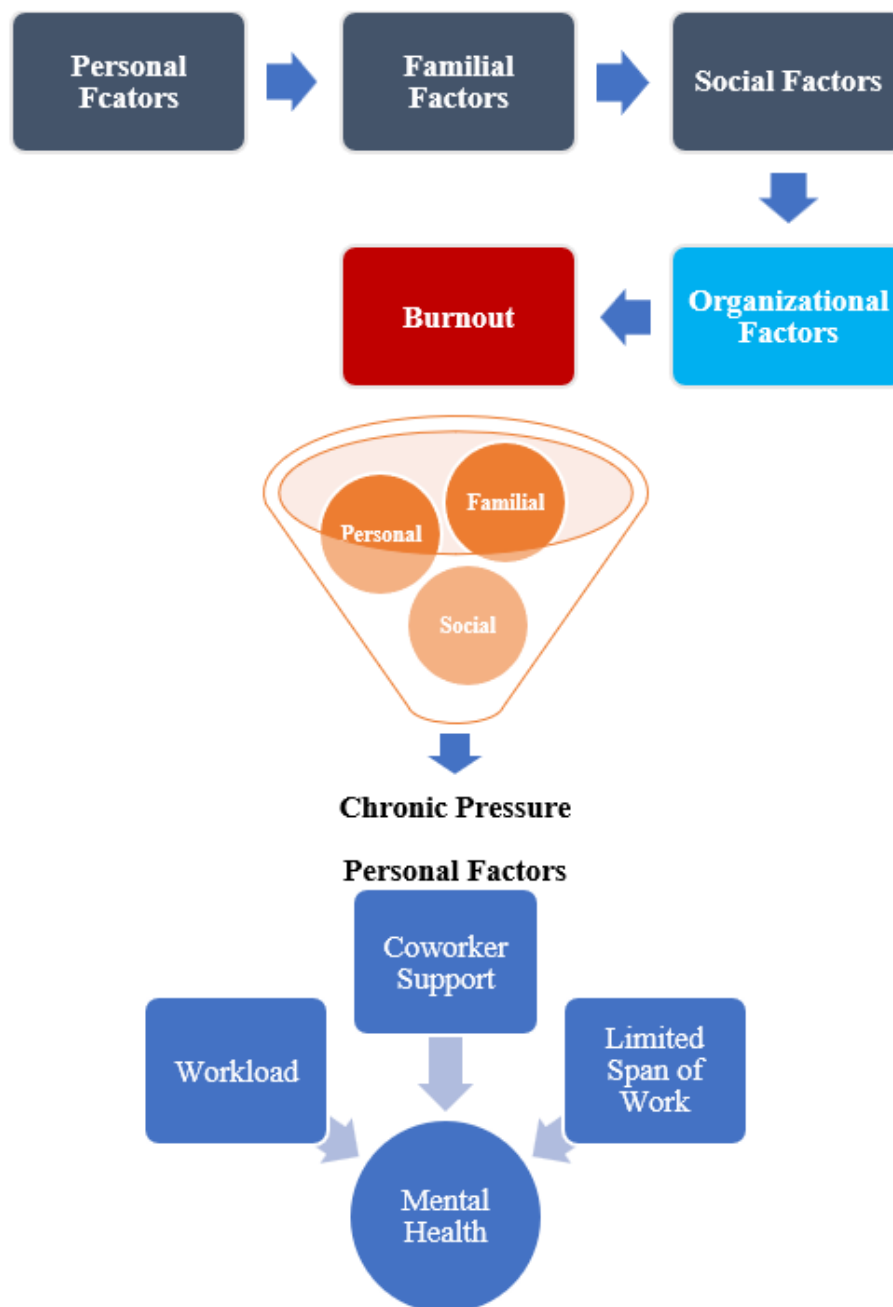 Personal
Fcators
Familial
Factors
Social Factors
Organizational
Factors
Burnout
Familial
Personal
Social
Chronic Pressure
Personal Factors
Coworker
Support
Workload
Limited
Span of
Work
Mental
Health